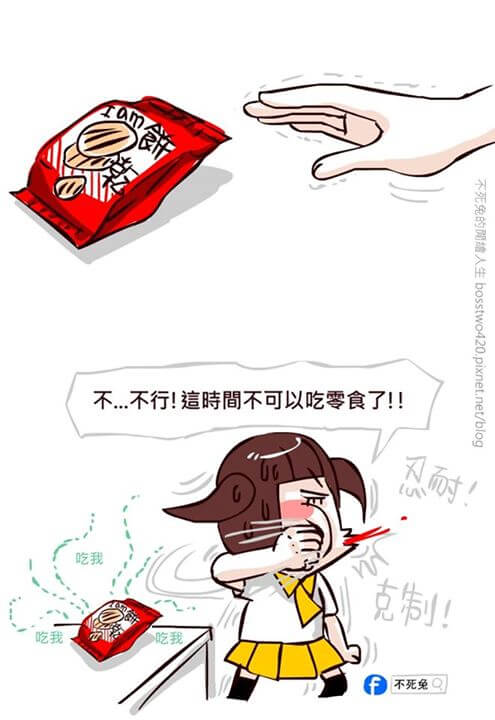 I am
餅乾
不死兔的鬧繪人生 bosstwo420.pixnet.net/blog
不...不行!這時間不可以吃零食了!!
忍耐!
吃我
克制!
I am 餅乾
吃我
吃我
不死兔